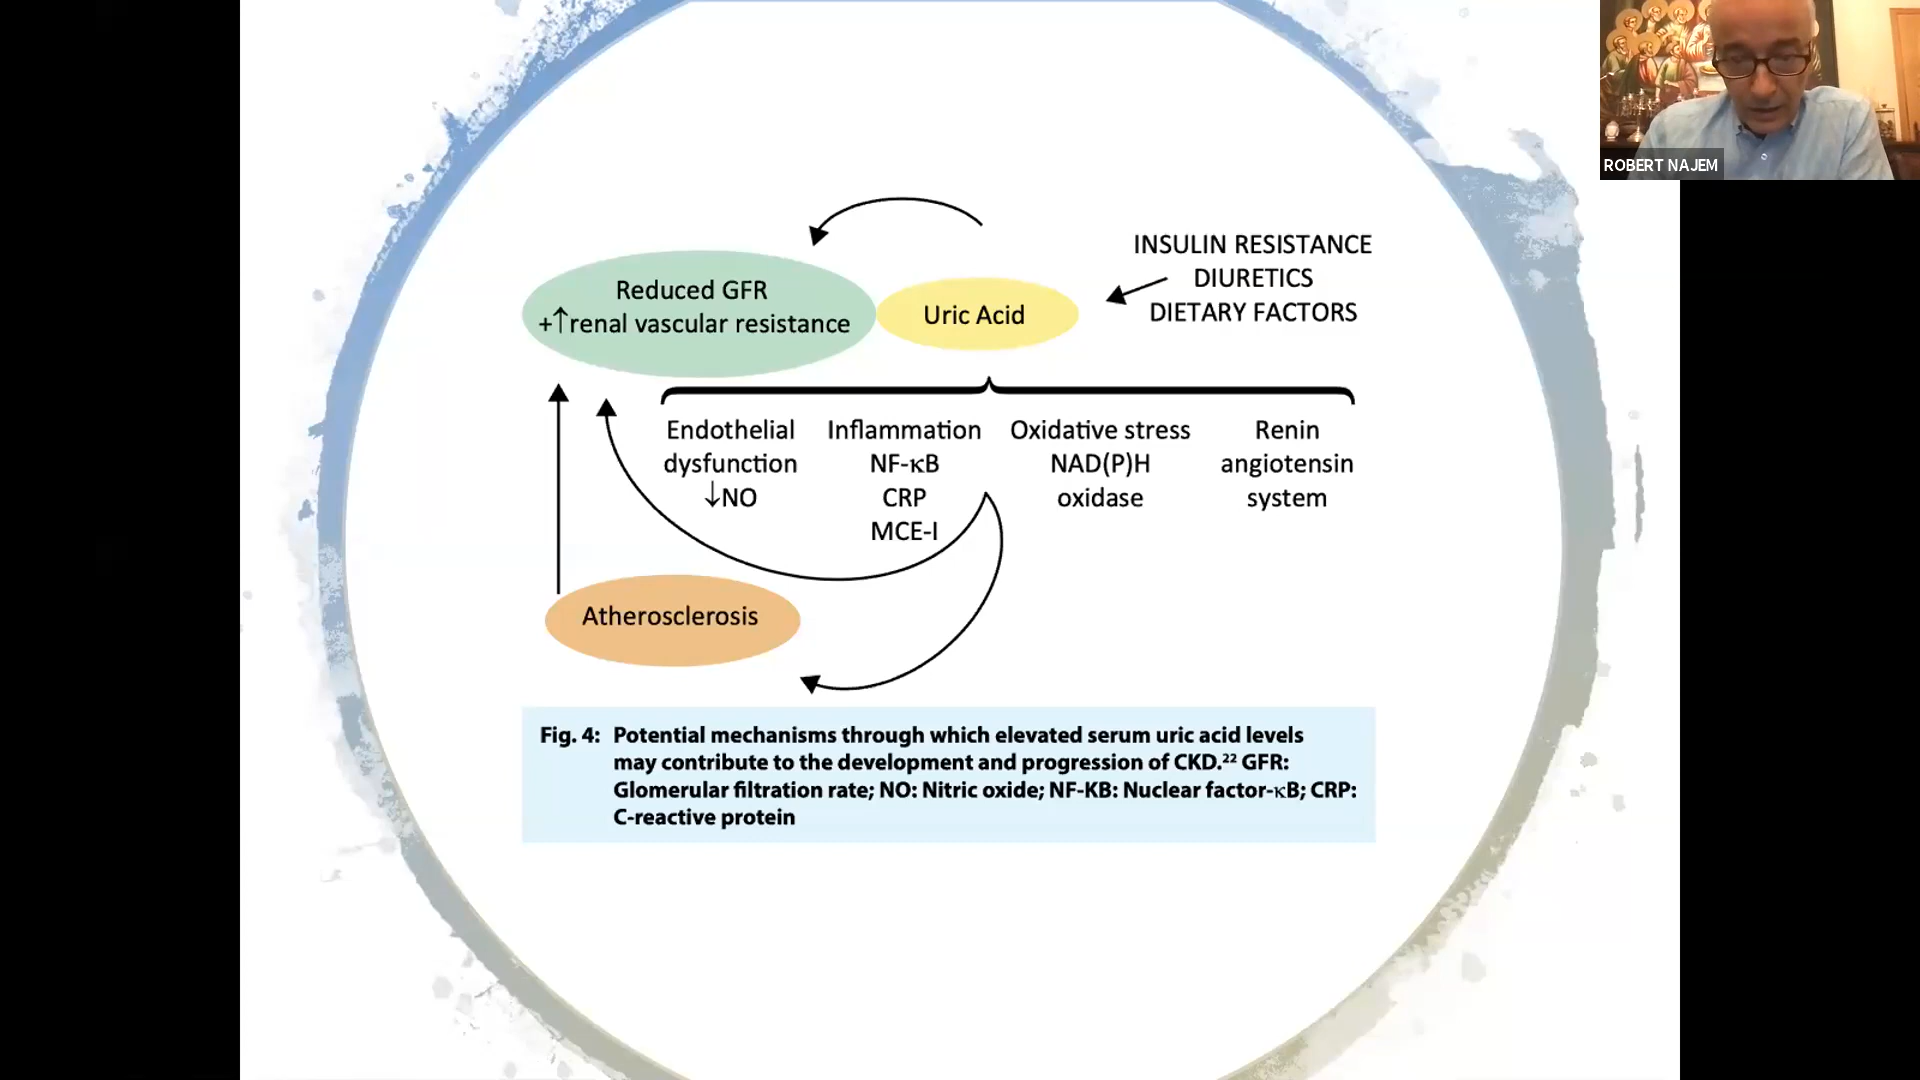 ROBERT NAJEM
INSULIN RESISTANCE
DIURETICS
DIETARY FACTORS
Reduced GFR
+↑renal vascular resistance
Uric Acid
Endothelial
dysfunction
↓NO
Inflammation
NF-κB
CRP
MCE-I
Oxidative stress
NAD(P)H
oxidase
Renin
angiotensin
system
Atherosclerosis
Fig. 4: Potential mechanisms through which elevated serum uric acid levels
may contribute to the development and progression of CKD.²² GFR:
Glomerular filtration rate; NO: Nitric oxide; NF-KB: Nuclear factor-κB; CRP:
C-reactive protein